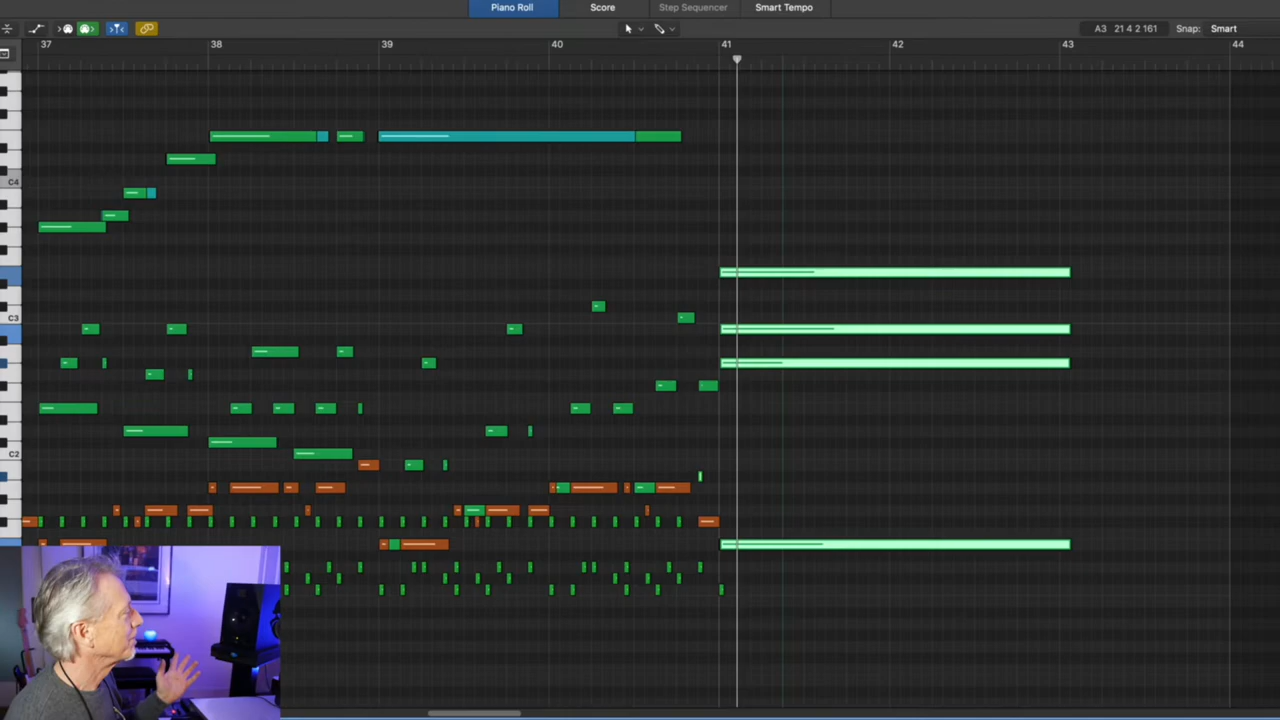 Piano Roll Score Step Sequencer Smart Tempo
A3 21 4 2 161 Snap: Smart
37 38 39 40 41 42 43 44
C4
C3
C2